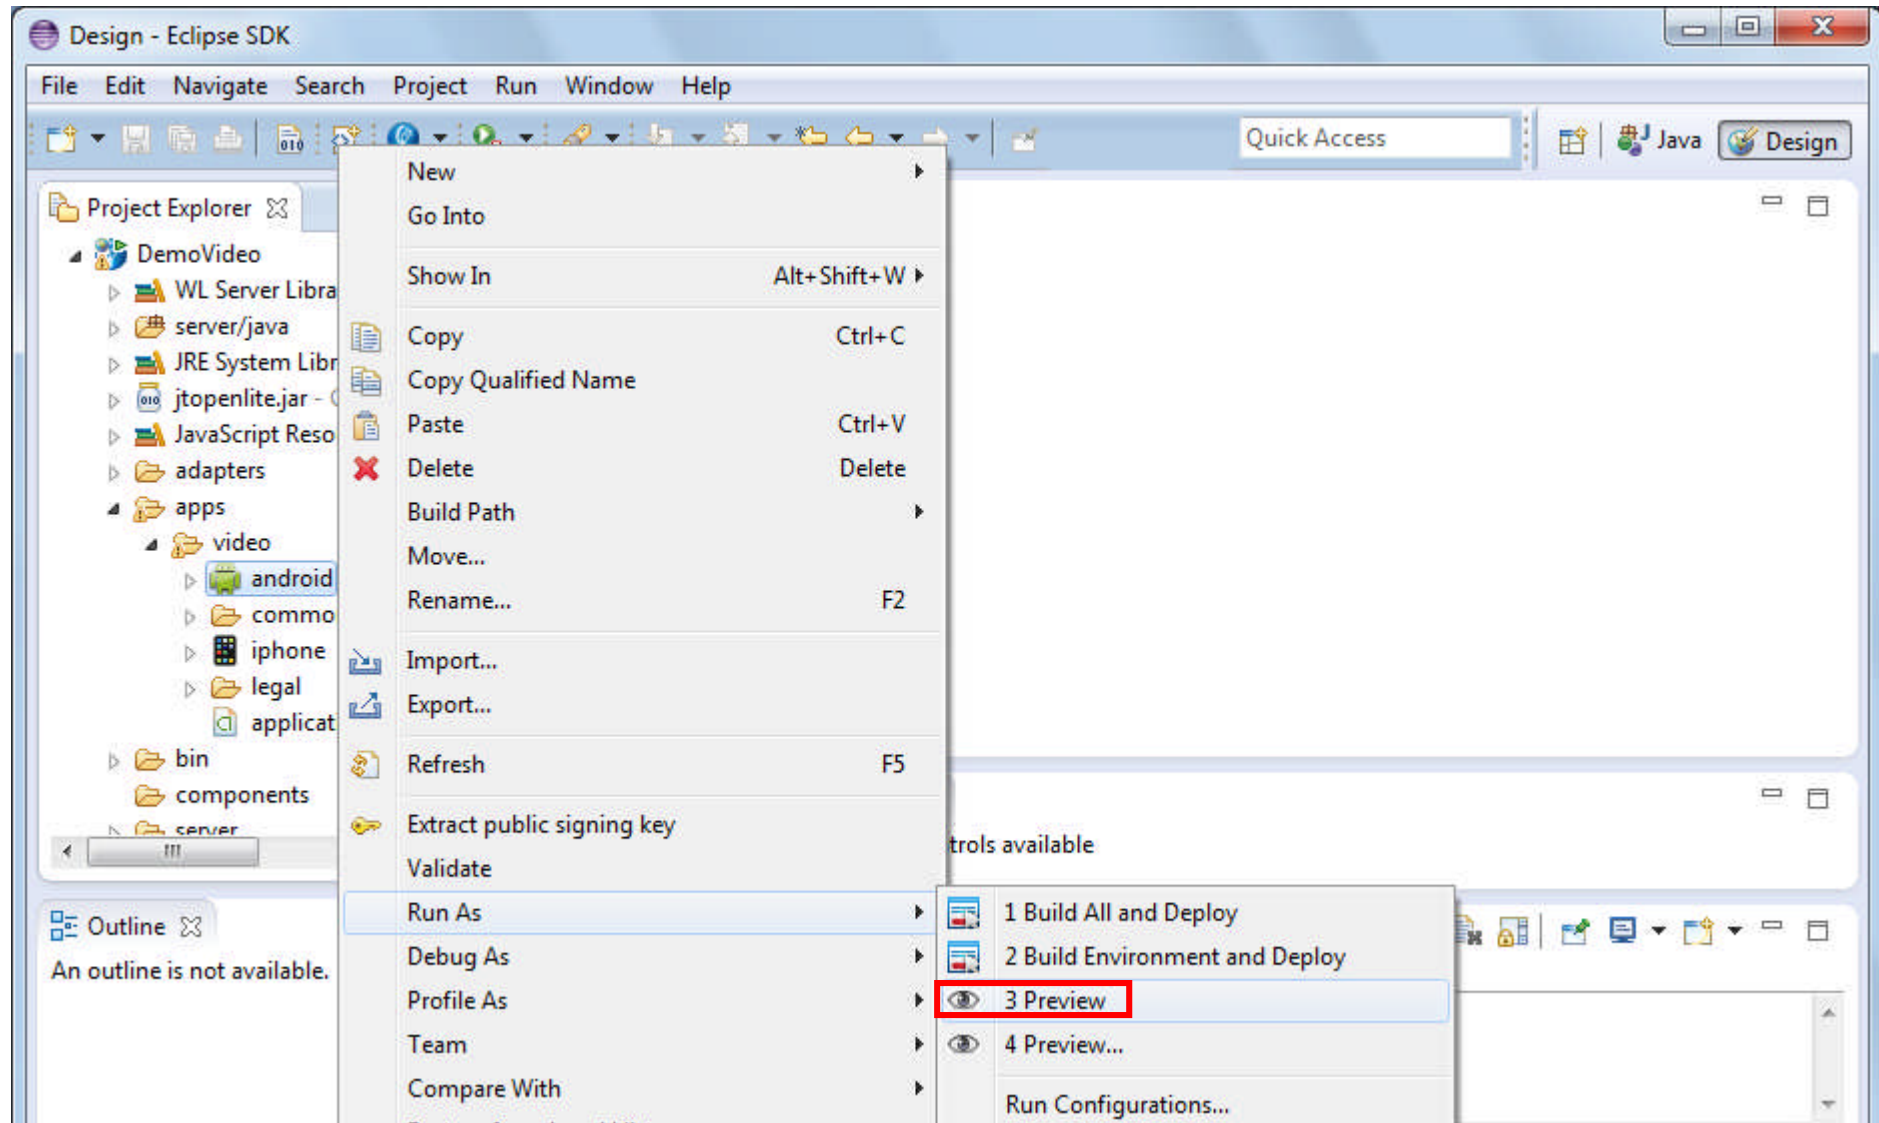 Design - Eclipse SDK
File Edit Navigate Search Project Run Window Help
Quick Access
Java
Design
Project Explorer
DemoVideo
WL Server Libra
server/java
JRE System Libr
jtopenlite.jar -
JavaScript Reso
adapters
apps
video
android
commo
iphone
legal
applicat
bin
components
server
Outline
An outline is not available.
New
Go Into
Show In Alt+Shift+W
Copy Ctrl+C
Copy Qualified Name
Paste Ctrl+V
Delete Delete
Build Path
Move...
Rename... F2
Import...
Export...
Refresh F5
Extract public signing key
Validate
Run As
Debug As
Profile As
Team
Compare With
trols available
1 Build All and Deploy
2 Build Environment and Deploy
3 Preview
4 Preview...
Run Configurations...